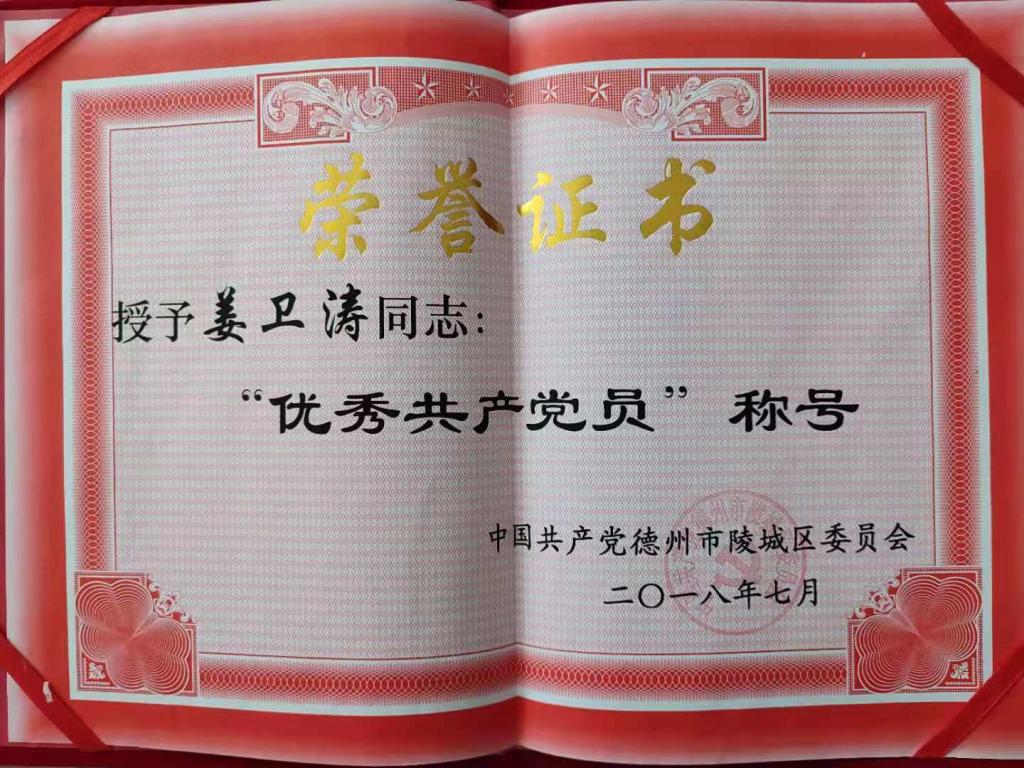 荣誉证书
授予姜卫涛同志：
“优秀共产党员”称号
中国共产党德州市陵城区委员会
二〇一八年七月